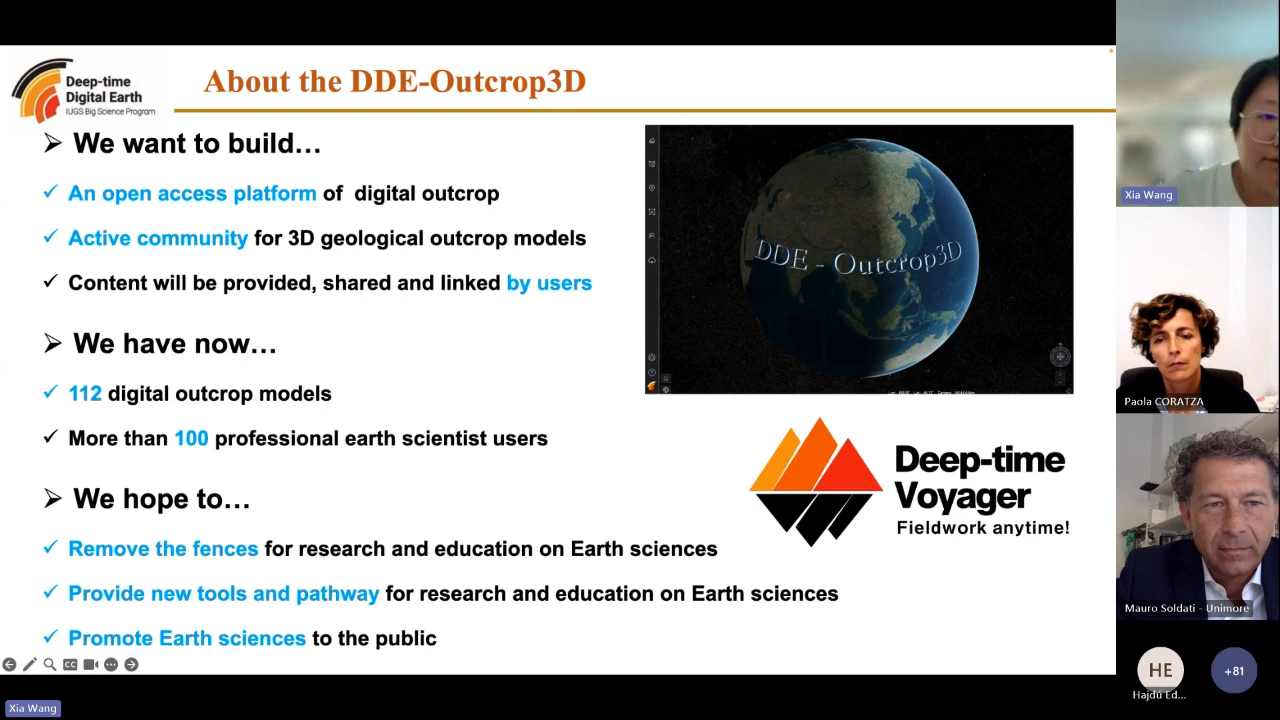 Deep-time
Digital Earth
IUGS Big Science Program
About the DDE-Outcrop3D
We want to build…
An open access platform of digital outcrop
Active community for 3D geological outcrop models
Content will be provided, shared and linked by users
We have now…
112 digital outcrop models
More than 100 professional earth scientist users
We hope to…
Remove the fences for research and education on Earth sciences
Provide new tools and pathway for research and education on Earth sciences
Promote Earth sciences to the public
DDE - Outcrop3D
Deep-time
Voyager
Fieldwork anytime!
Xia Wang
Paola CORATZA
Mauro Soldati - Unimore
HE
Hajdú Ed...
+81
CC
Xia Wang